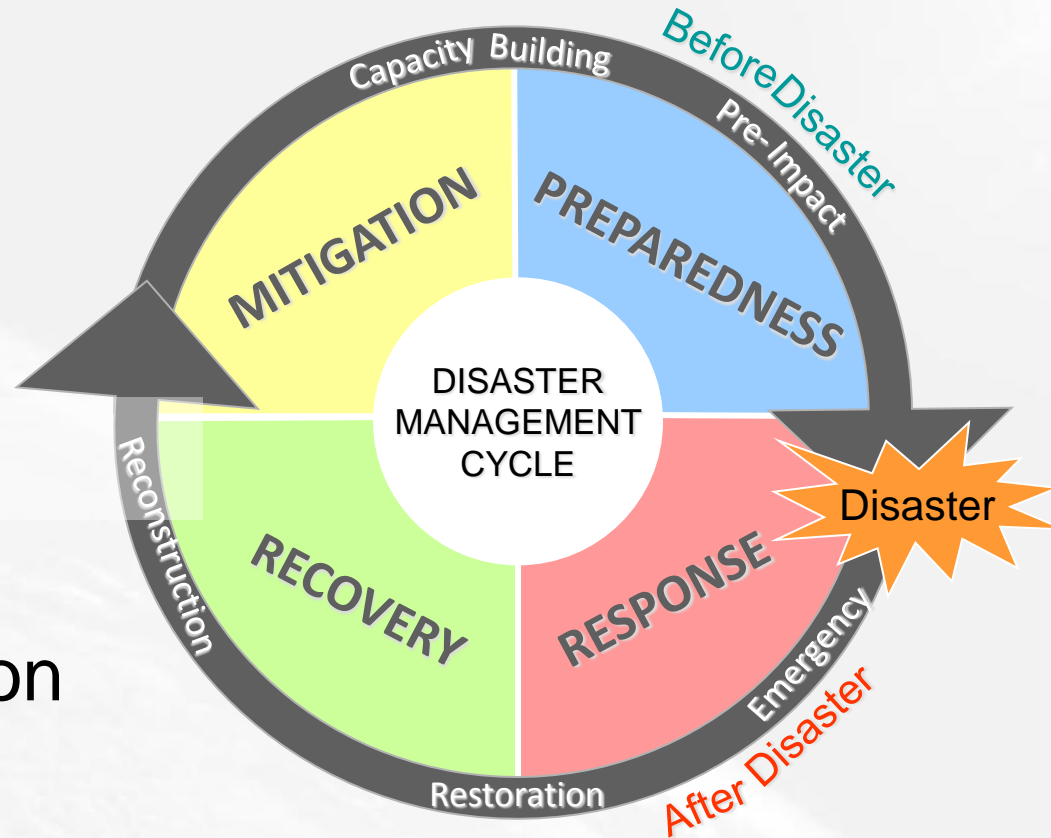 Capacity Building
BeforeDisaster
Pre- Impact
MITIGATION
PREPAREDNESS
DISASTER
MANAGEMENT
CYCLE
Disaster
Reconstruction
RECOVERY
RESPONSE
Emergency
on
After Disaster
Restoration